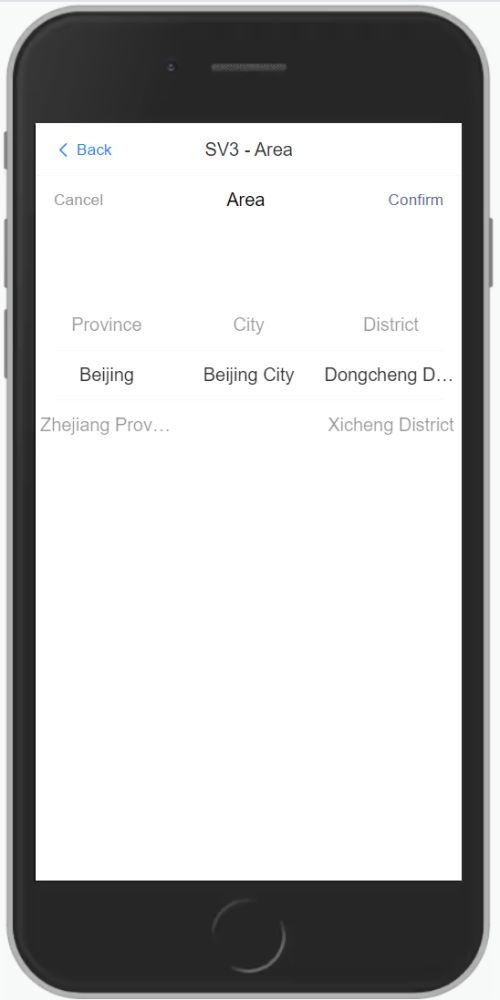 Back SV3 - Area
Cancel Area Confirm
Province City District
Beijing Beijing City Dongcheng D...
Zhejiang Prov... Xicheng District